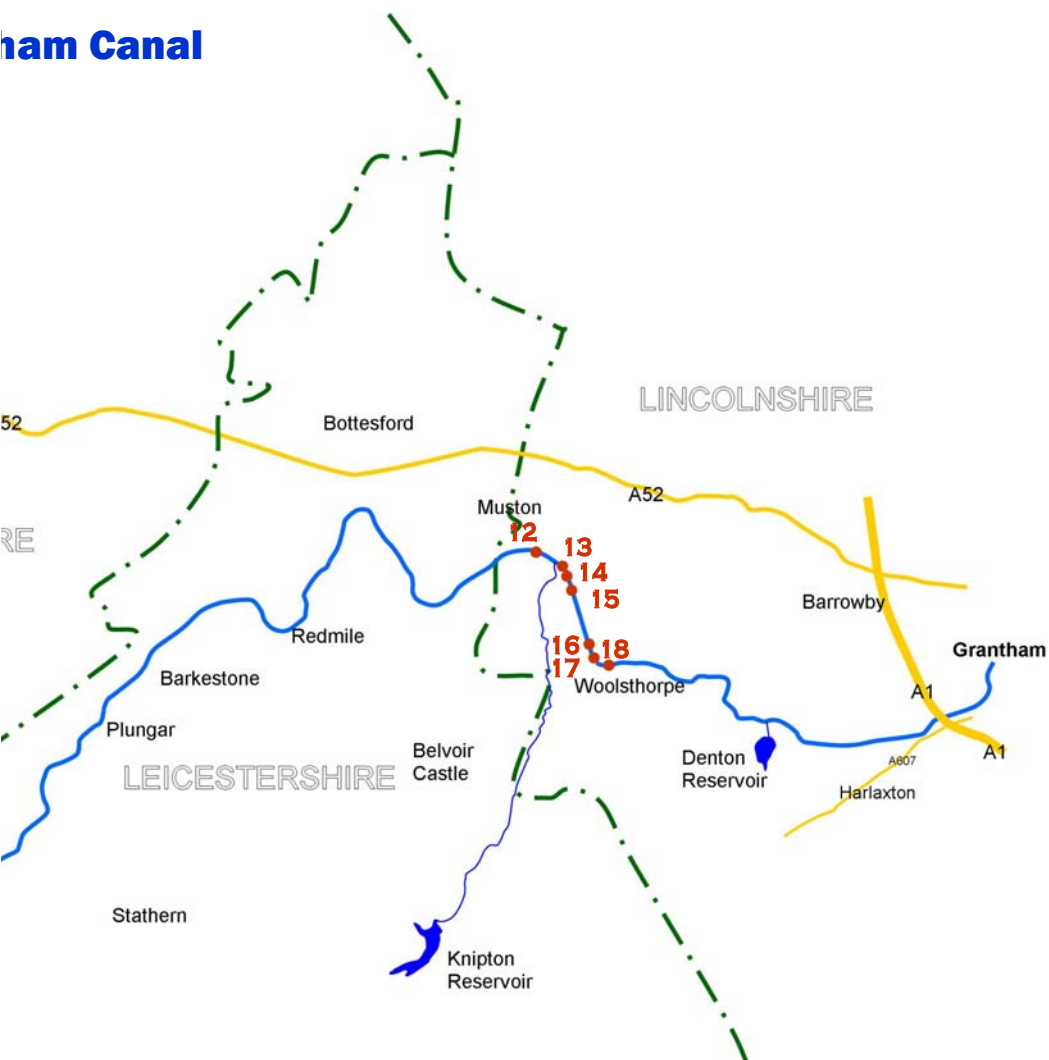 ham Canal
LINCOLNSHIRE
52
Bottesford
A52
Muston
12
13
RE
14
15
Barrowby
Redmile
16
18
Grantham
17
Barkestone
Woolsthorpe
A1
Plungar
Belvoir
Castle
A1
LEICESTERSHIRE
Denton
Reservoir
A607
Harlaxton
Stathern
Knipton
Reservoir